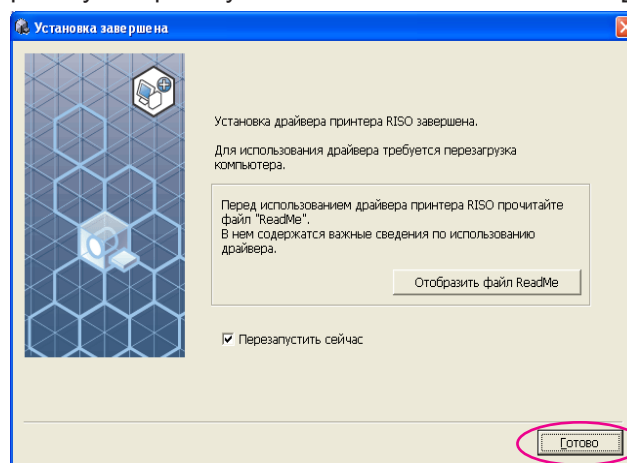 Установка завершена
Установка драйвера принтера RISO завершена.
Для использования драйвера требуется перезагрузка
компьютера.
Перед использованием драйвера принтера RISO прочитайте
файл "ReadMe".
В нем содержатся важные сведения по использованию
драйвера.
Отобразить файл ReadMe
Перезапустить сейчас
Готово